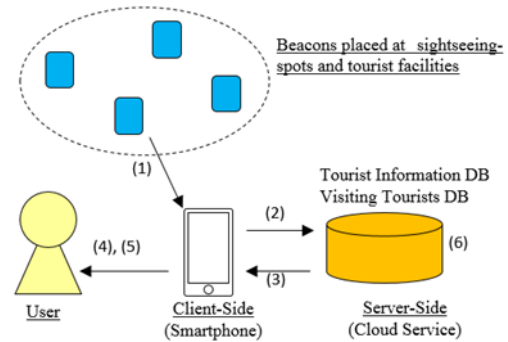 Beacons placed at sightseeing-
spots and tourist facilities
(1)
Tourist Information DB
Visiting Tourists DB
(2)
(4), (5)
(6)
(3)
User
Client-Side
(Smartphone)
Server-Side
(Cloud Service)